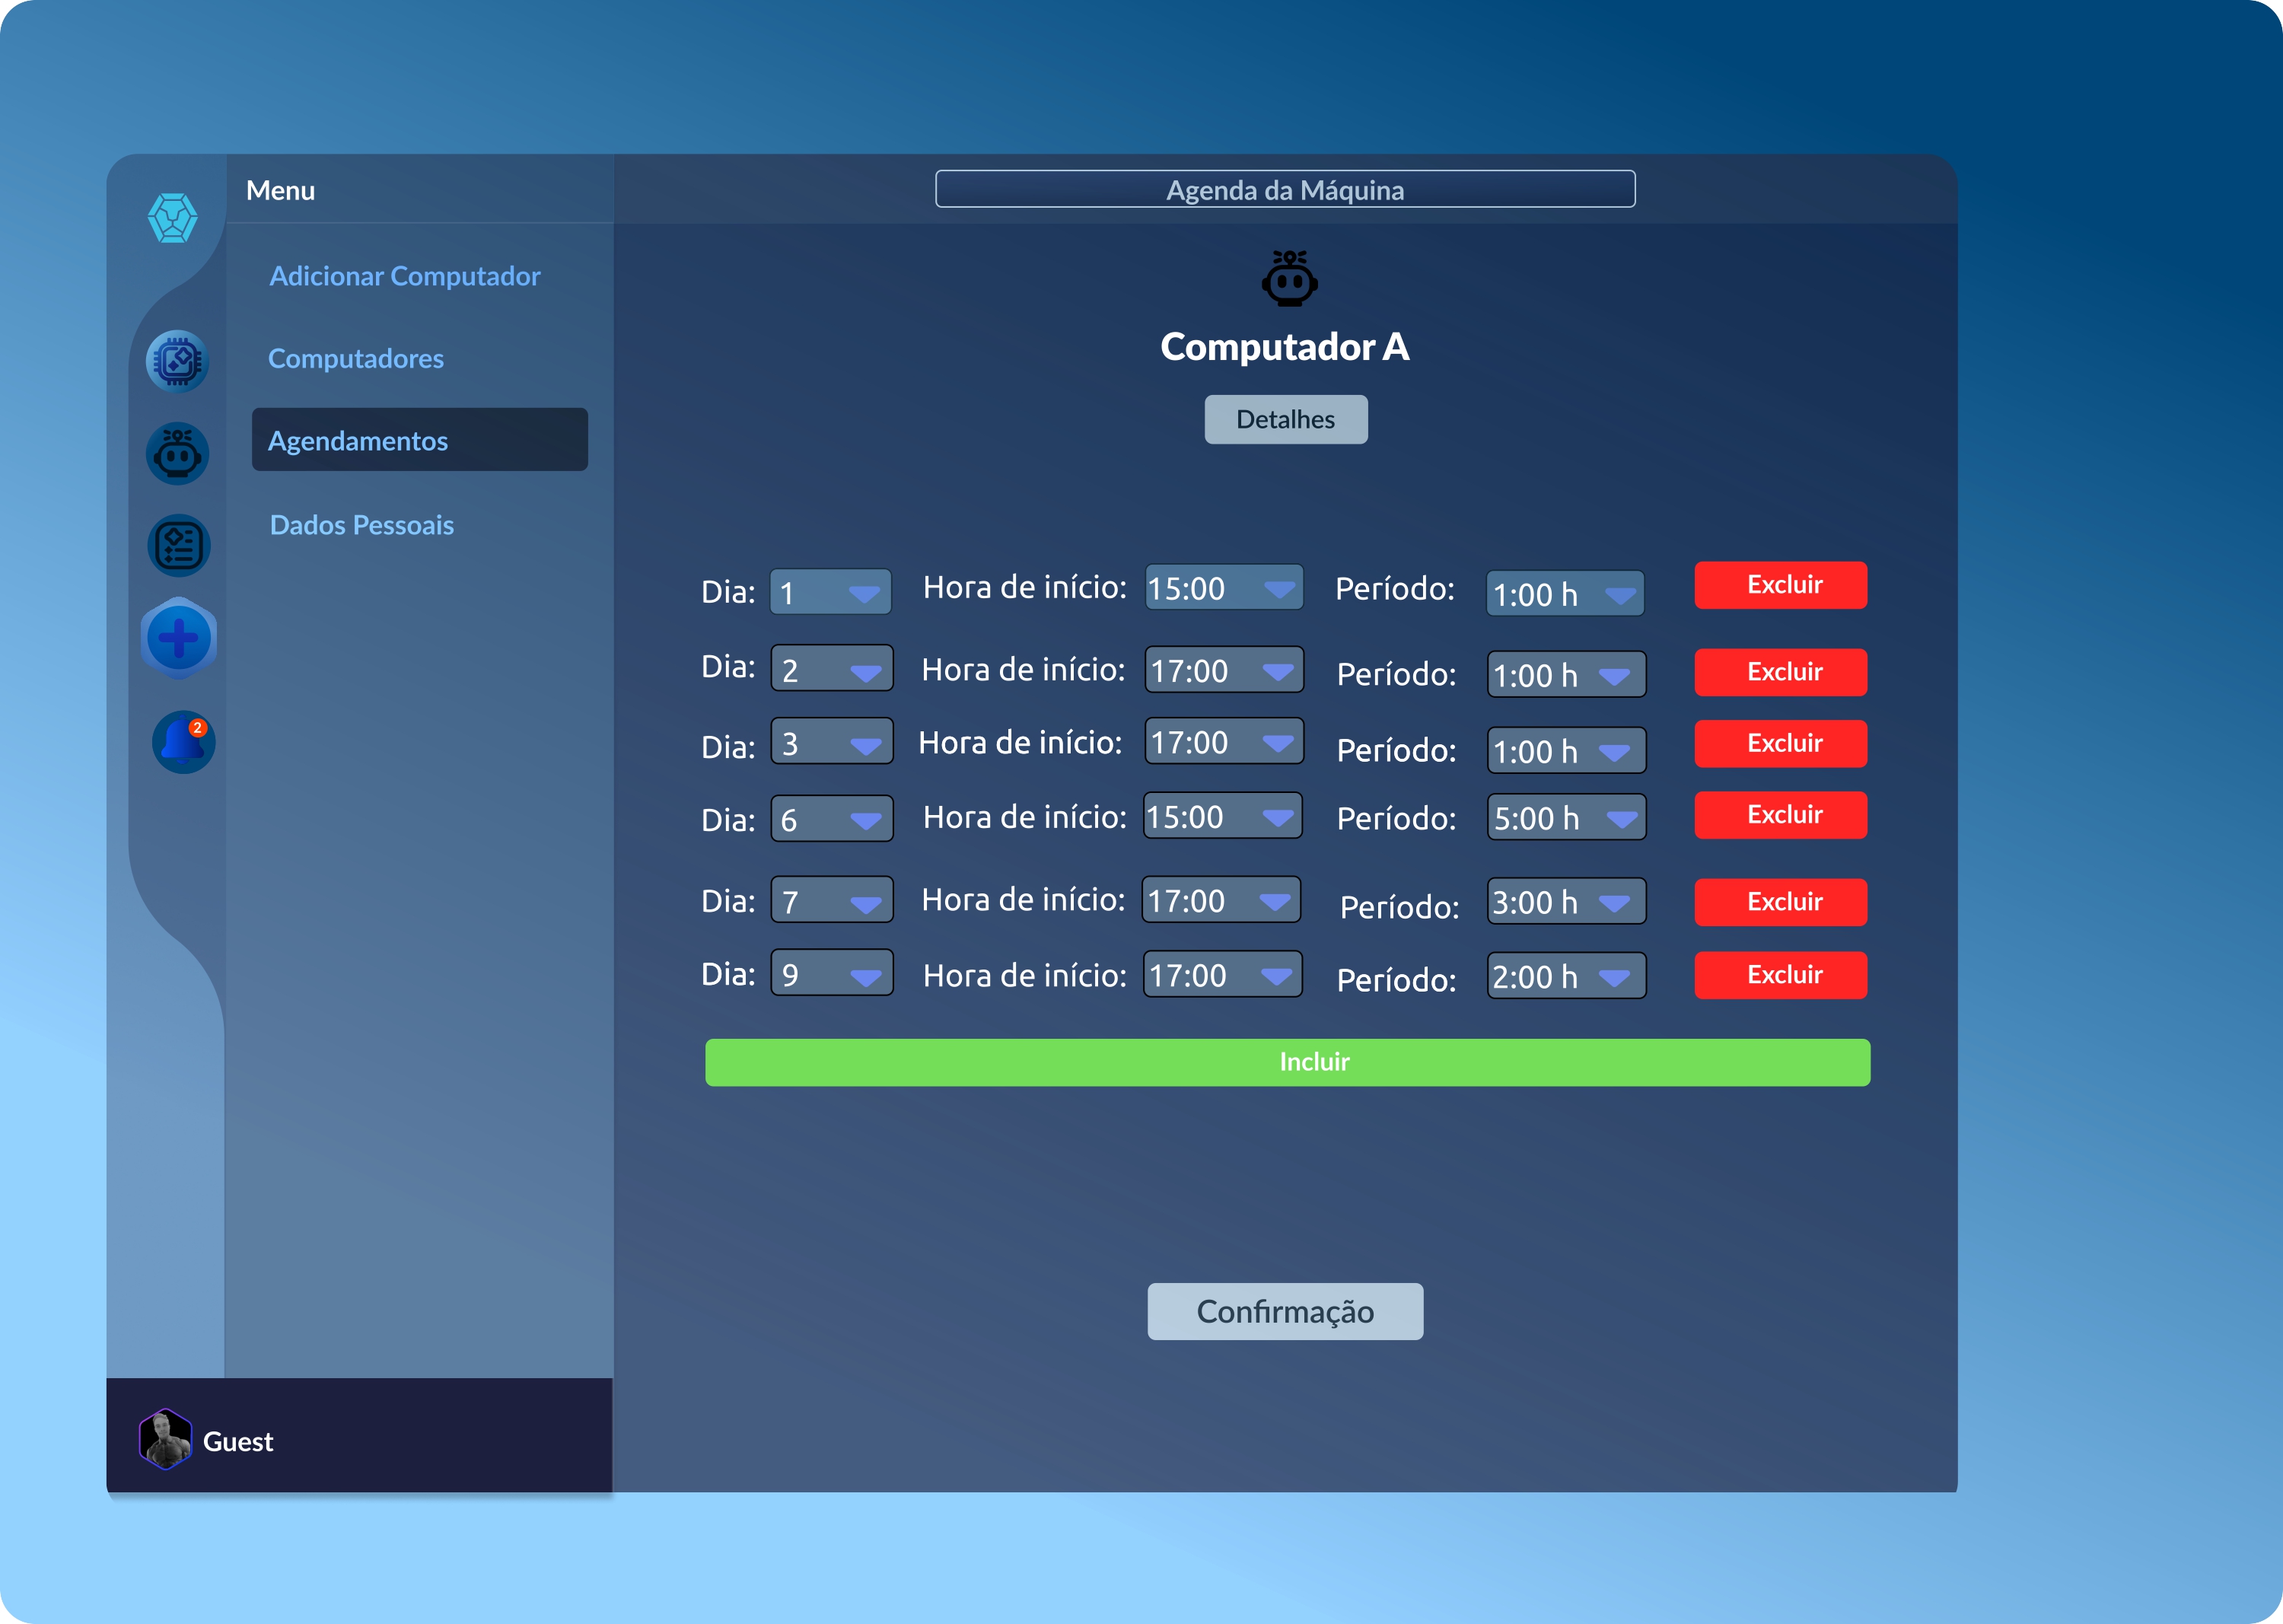 Menu
Agenda da Máquina
Adicionar Computador
Computadores
Agendamentos
Dados Pessoais
2
Guest
Computador A
Detalhes
Dia: 1 Hora de início: 15:00 Período: 1:00 h Excluir
Dia: 2 Hora de início: 17:00 Período: 1:00 h Excluir
Dia: 3 Hora de início: 17:00 Período: 1:00 h Excluir
Dia: 6 Hora de início: 15:00 Período: 5:00 h Excluir
Dia: 7 Hora de início: 17:00 Período: 3:00 h Excluir
Dia: 9 Hora de início: 17:00 Período: 2:00 h Excluir
Incluir
Confirmação